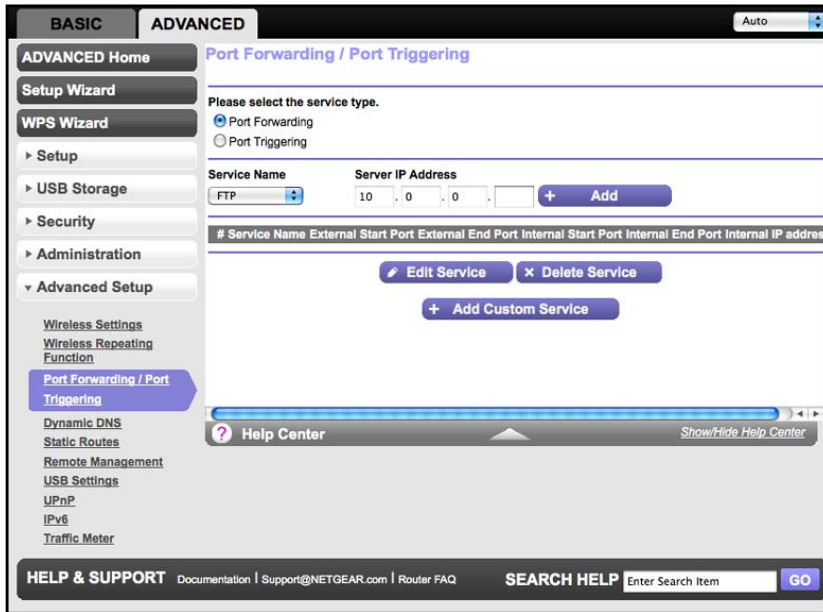 BASIC ADVANCED Auto
ADVANCED Home
Setup Wizard
WPS Wizard
Setup
USB Storage
Security
Administration
Advanced Setup
Wireless Settings
Wireless Repeating
Function
Port Forwarding / Port
Triggering
Dynamic DNS
Static Routes
Remote Management
USB Settings
UPnP
IPv6
Traffic Meter
Port Forwarding / Port Triggering
Please select the service type.
Port Forwarding
Port Triggering
Service Name Server IP Address
FTP 10 . 0 . 0 . + Add
# Service Name External Start Port External End Port Internal Start Port Internal End Port Internal IP addres
Edit Service × Delete Service
+ Add Custom Service
? Help Center Show/Hide Help Center
HELP & SUPPORT Documentation | Support@NETGEAR.com | Router FAQ SEARCH HELP Enter Search Item GO